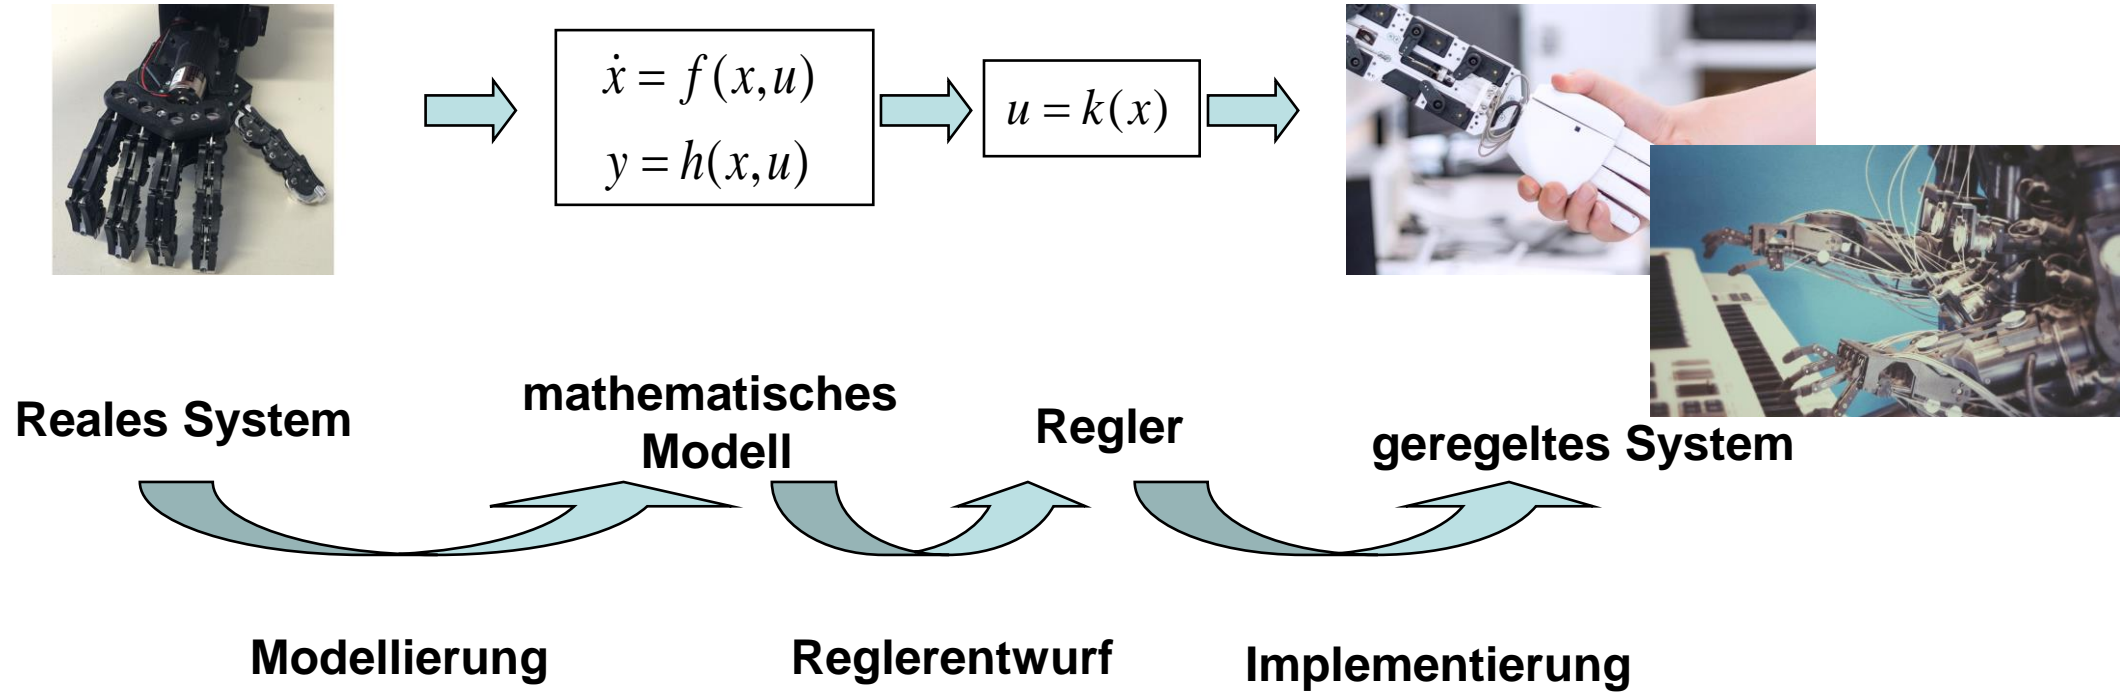 ẋ = f(x,u)
y = h(x,u)
u = k(x)
Reales System
mathematisches
Modell
Regler
geregeltes System
Modellierung
Reglerentwurf
Implementierung